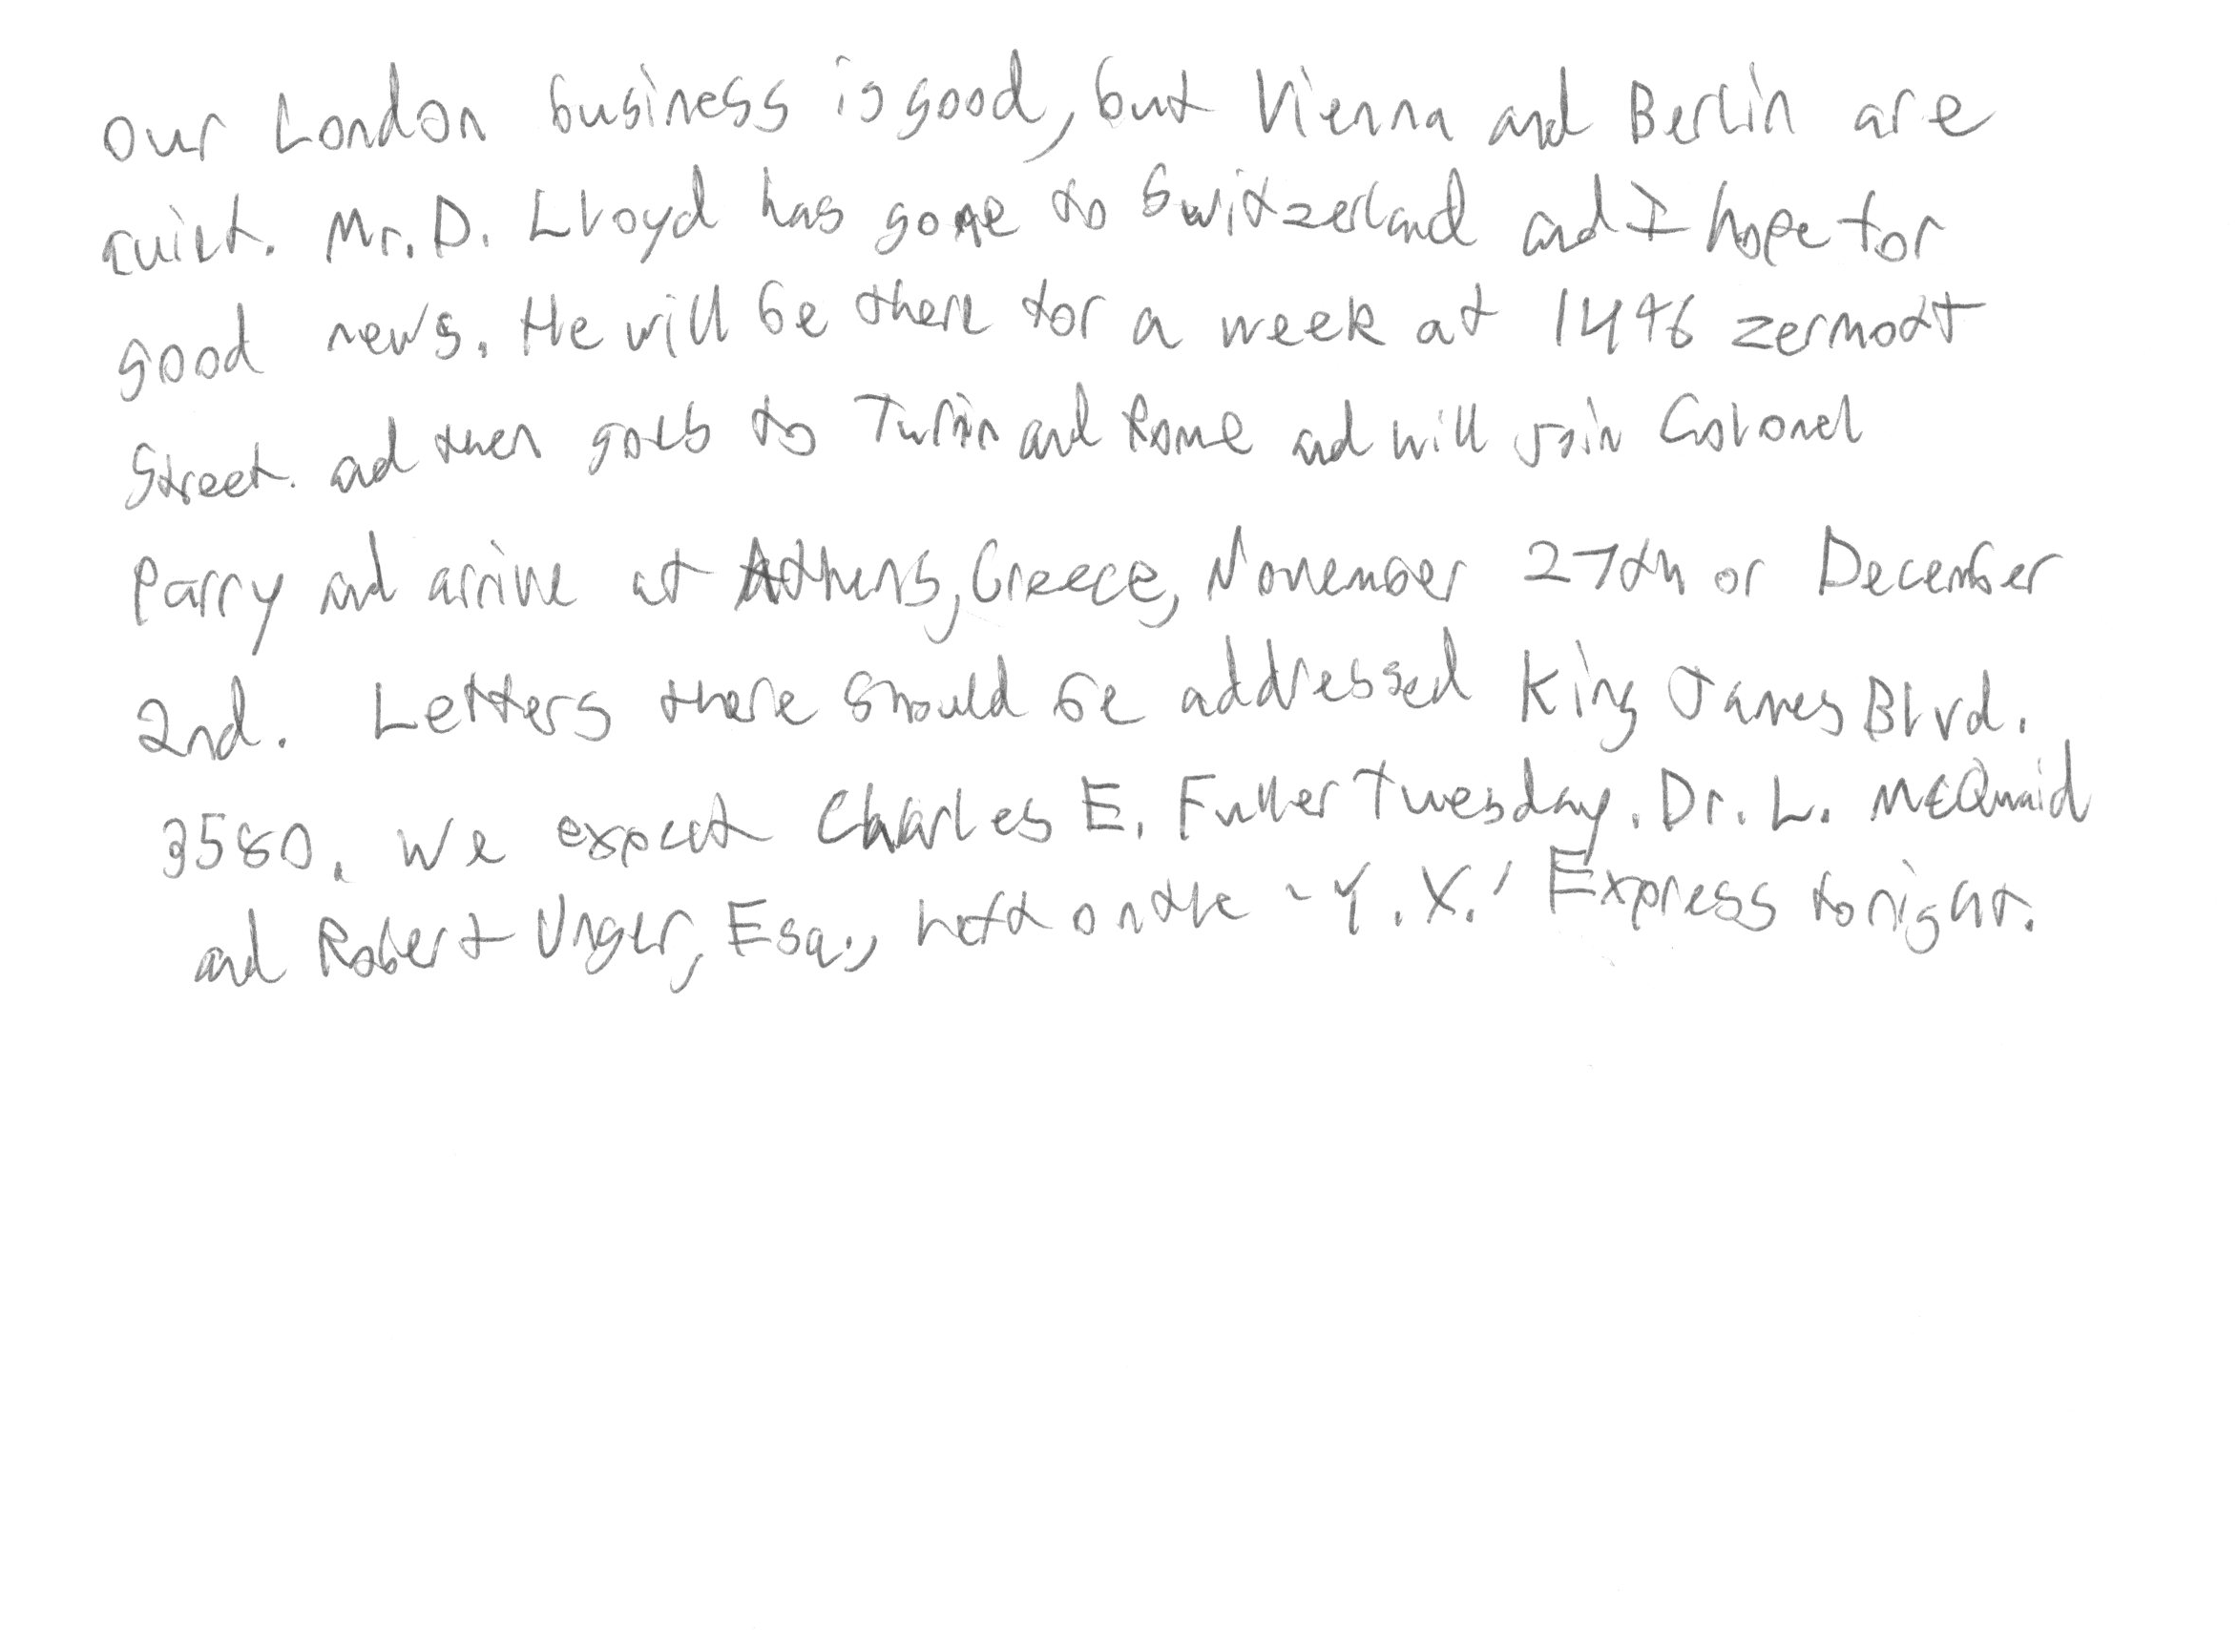 Our London business is good, but Vienna and Berlin are
quiet. Mr. D. Lloyd has gone to Switzerland and I hope for
good news. He will be there for a week at 1496 Zermott
Street. and then goes to Turin and Rome and will join Colonel
Parry and arrive at Athens, Greece, November 27th or December
2nd. Letters there should be addressed King James Blvd.
3580. We expect Charles E. Fuller Tuesday. Dr. L. McQuaid
and Robert Unger, Esq., left on the 'Y.X.' Express tonight.